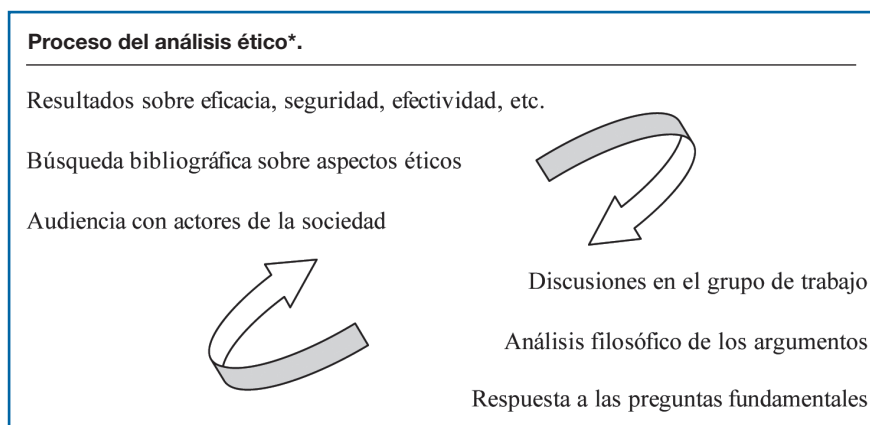 Proceso del análisis ético*.
Resultados sobre eficacia, seguridad, efectividad, etc.
Búsqueda bibliográfica sobre aspectos éticos
Audiencia con actores de la sociedad
Discusiones en el grupo de trabajo
Análisis filosófico de los argumentos
Respuesta a las preguntas fundamentales